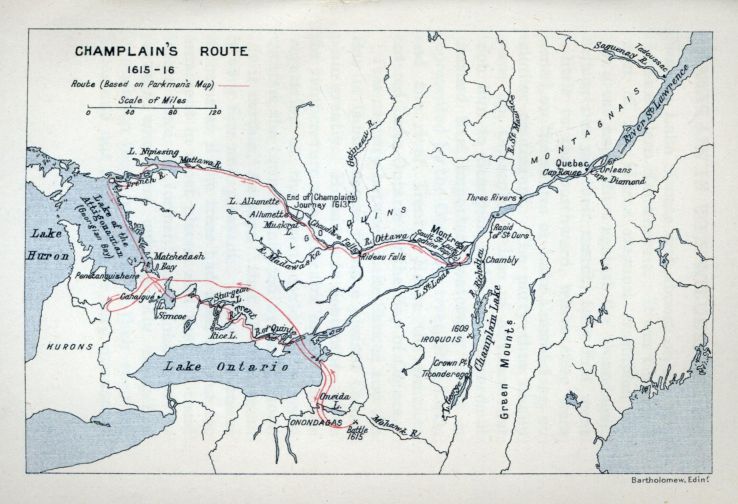 CHAMPLAIN'S ROUTE
1615-16
Route (Based on Parkman's Map)
Scale of Miles
0 40 80 120
Tadoussac
Saguenay R.
River St Lawrence
MONTAGNAIS
R. St Maurice
Gatineau R.
Quebec
Orleans
Cap Rouge
Cape Diamond
Three Rivers
Rapid
of St Ours
L. Nipissing
Mattawa R.
French R.
L. Allumette
End of Champlain's
Journey 1613
Allumette
Muskrat
L.
Chaudière Falls
ALGONQUINS
R. Ottawa
L. Madawaska
Rideau Falls
Montreal
Sault St Louis
Chambly
L. St Louis
R. Richelieu
Lake of the
Attigouautan
(Georgian Bay)
Lake
Huron
Matchedash
Bay
Penetanguishene
Cahaigué
L.
Simcoe
Sturgeon
L.
R. Trent
Rice L.
B. of Quinté
HURONS
Lake Ontario
1609
IROQUOIS
Champlain Lake
Crown Pt
Ticonderoga
L. George
Green Mounts
Oneida
L.
ONONDAGAS
Battle
1615
Mohawk R.
Bartholomew, Edinr